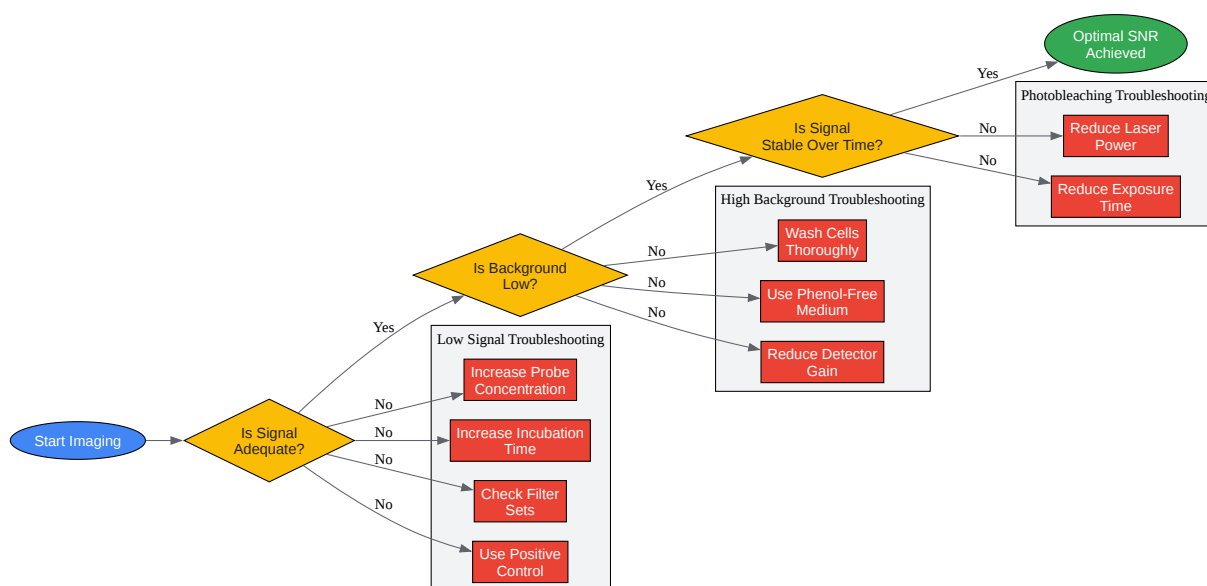 Optimal SNR
Achieved
Yes
Photobleaching Troubleshooting
Is Signal
Stable Over Time?
No
Reduce Laser
Power
No
Reduce Exposure
Time
Yes
High Background Troubleshooting
Is Background
Low?
No
Wash Cells
Thoroughly
No
Use Phenol-Free
Medium
No
Reduce Detector
Gain
Yes
Low Signal Troubleshooting
Start Imaging
Is Signal
Adequate?
No
Increase Probe
Concentration
No
Increase Incubation
Time
No
Check Filter
Sets
No
Use Positive
Control